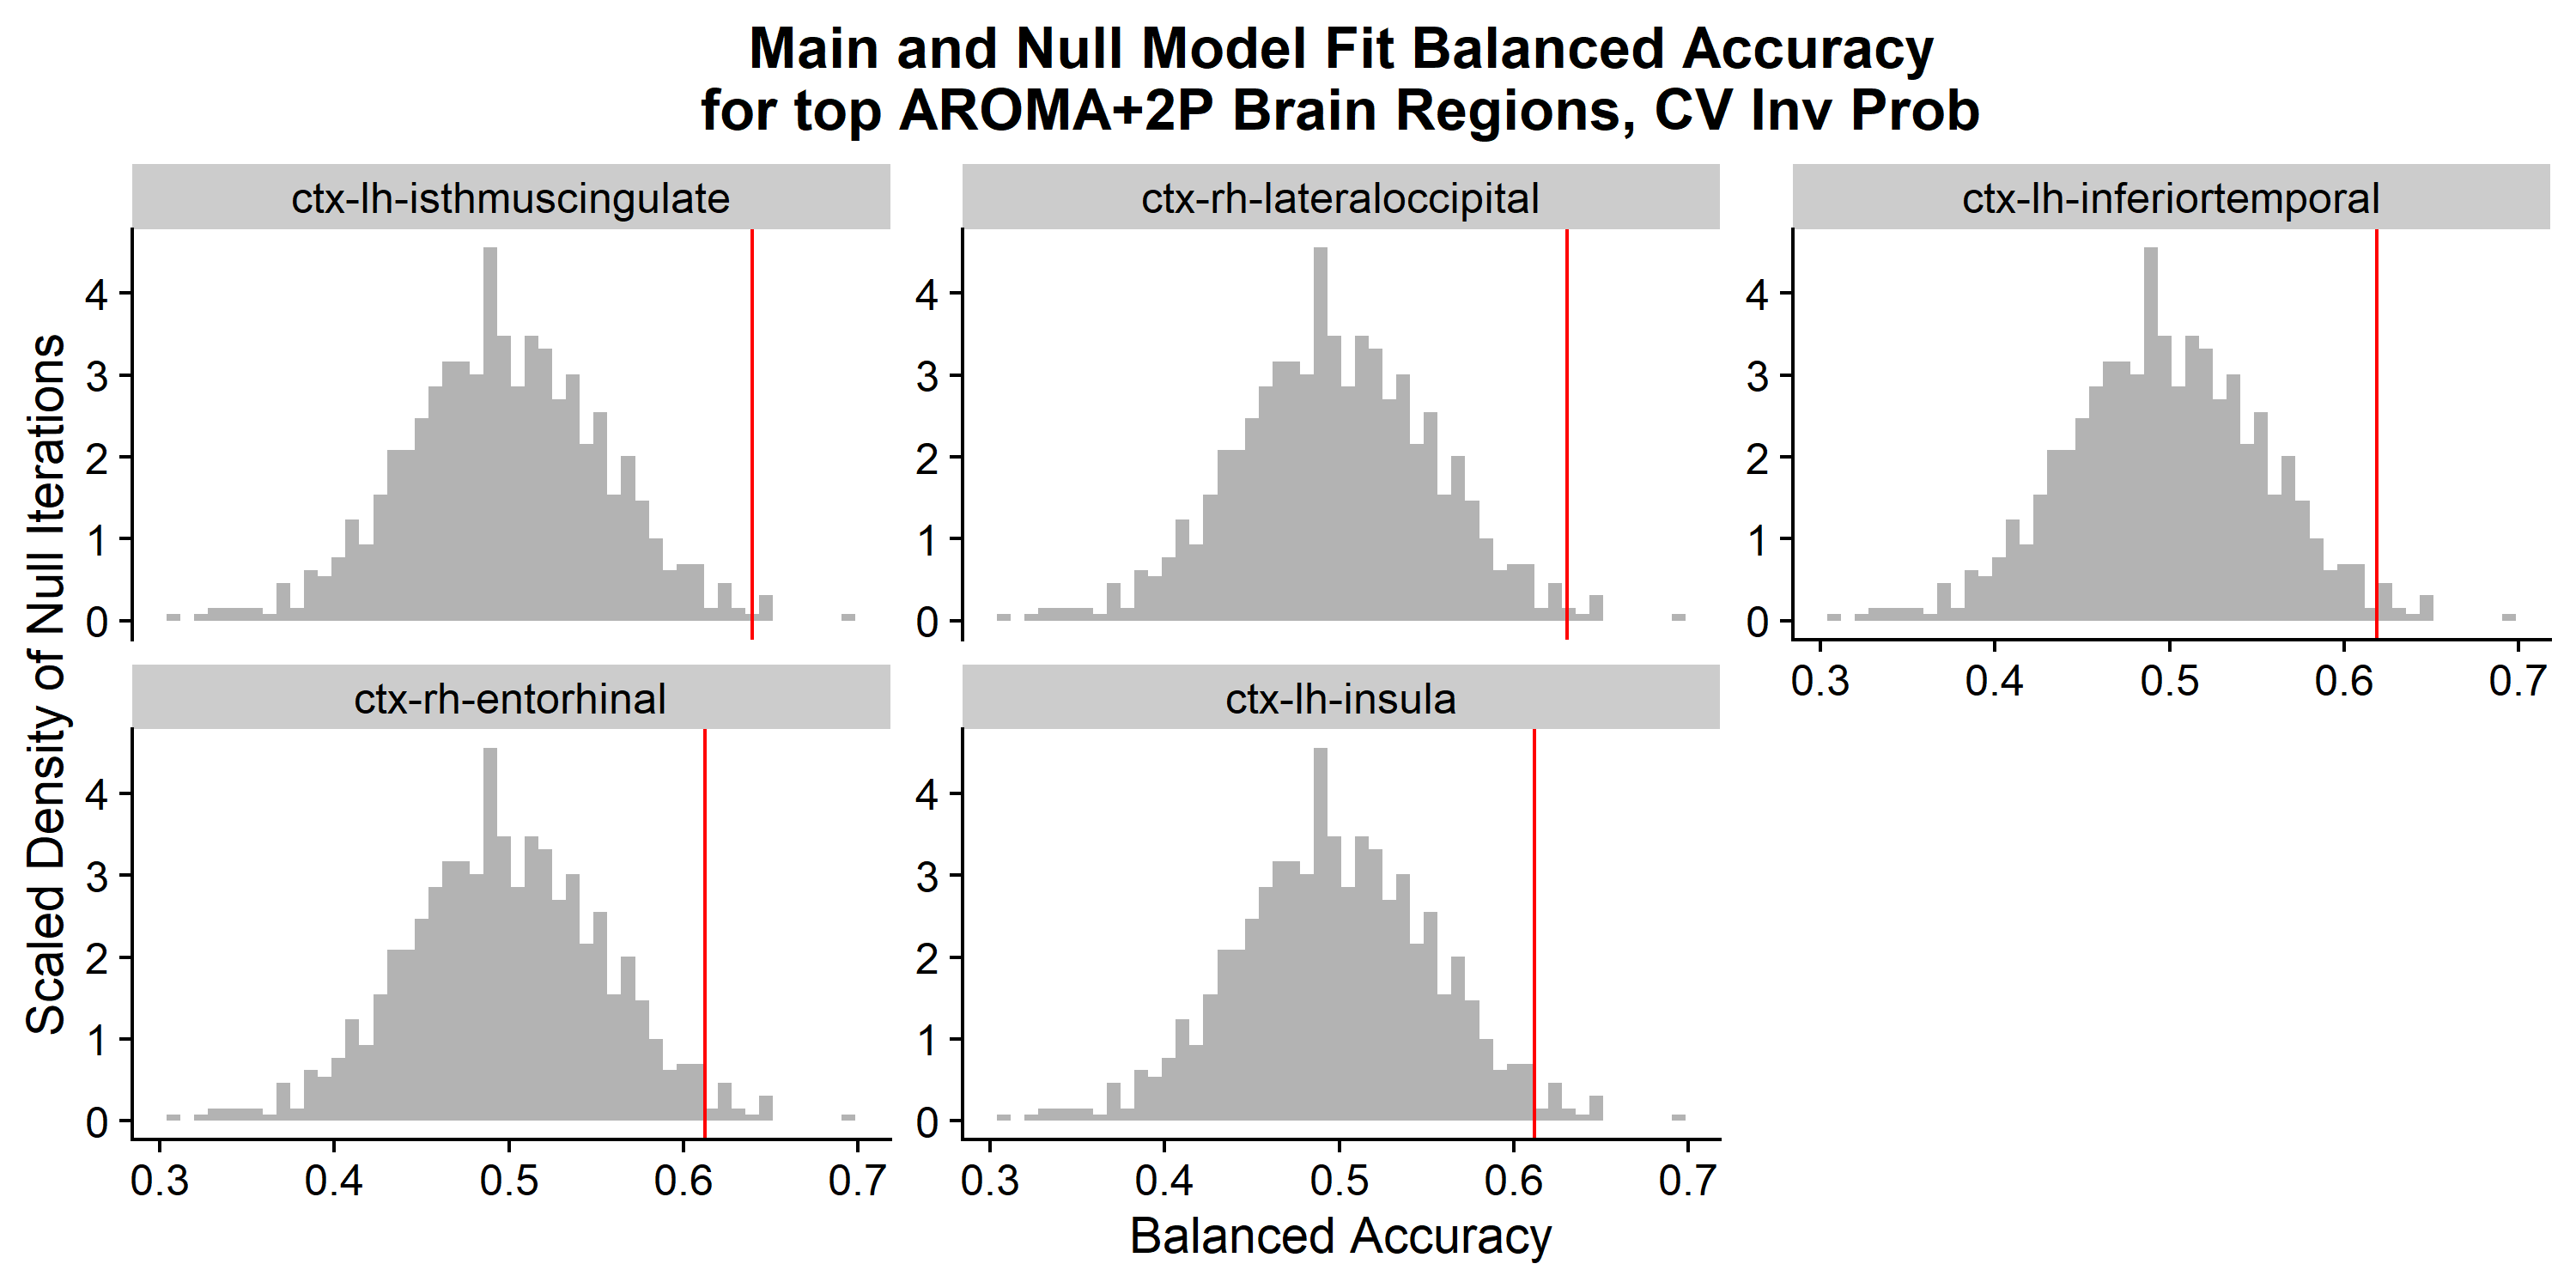 Main and Null Model Fit Balanced Accuracy
for top AROMA+2P Brain Regions, CV Inv Prob
Scaled Density of Null Iterations
ctx-lh-isthmuscingulate
4
3
2
1
0
ctx-rh-lateraloccipital
4
3
2
1
0
ctx-lh-inferiortemporal
4
3
2
1
0
0.3 0.4 0.5 0.6 0.7
ctx-rh-entorhinal
4
3
2
1
0
0.3 0.4 0.5 0.6 0.7
ctx-lh-insula
4
3
2
1
0
0.3 0.4 0.5 0.6 0.7
Balanced Accuracy